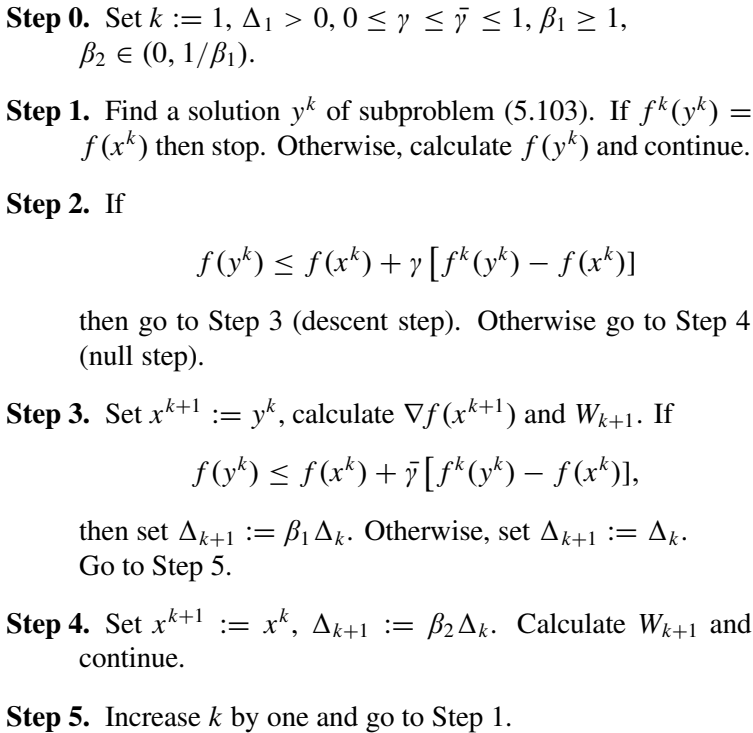 Step 0. Set k := 1, Δ₁ > 0, 0 ≤ γ ≤ γ̄ ≤ 1, β₁ ≥ 1,
β₂ ∈ (0, 1/β₁).
Step 1. Find a solution yᵏ of subproblem (5.103). If fᵏ(yᵏ) =
f(xᵏ) then stop. Otherwise, calculate f(yᵏ) and continue.
Step 2. If
f(yᵏ) ≤ f(xᵏ) + γ[fᵏ(yᵏ) − f(xᵏ)]
then go to Step 3 (descent step). Otherwise go to Step 4
(null step).
Step 3. Set xᵏ⁺¹ := yᵏ, calculate ∇f(xᵏ⁺¹) and Wₖ₊₁. If
f(yᵏ) ≤ f(xᵏ) + γ̄[fᵏ(yᵏ) − f(xᵏ)],
then set Δₖ₊₁ := β₁Δₖ. Otherwise, set Δₖ₊₁ := Δₖ.
Go to Step 5.
Step 4. Set xᵏ⁺¹ := xᵏ, Δₖ₊₁ := β₂Δₖ. Calculate Wₖ₊₁ and
continue.
Step 5. Increase k by one and go to Step 1.